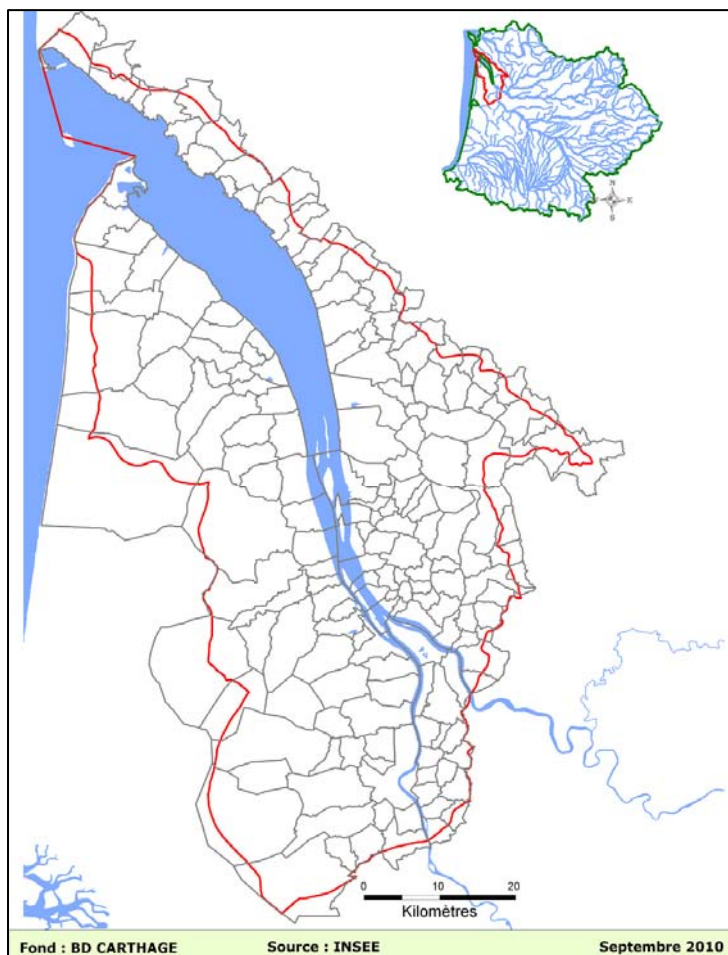 N
E
S
0 10 20
Kilomètres
Fond : BD CARTHAGE Source : INSEE Septembre 2010